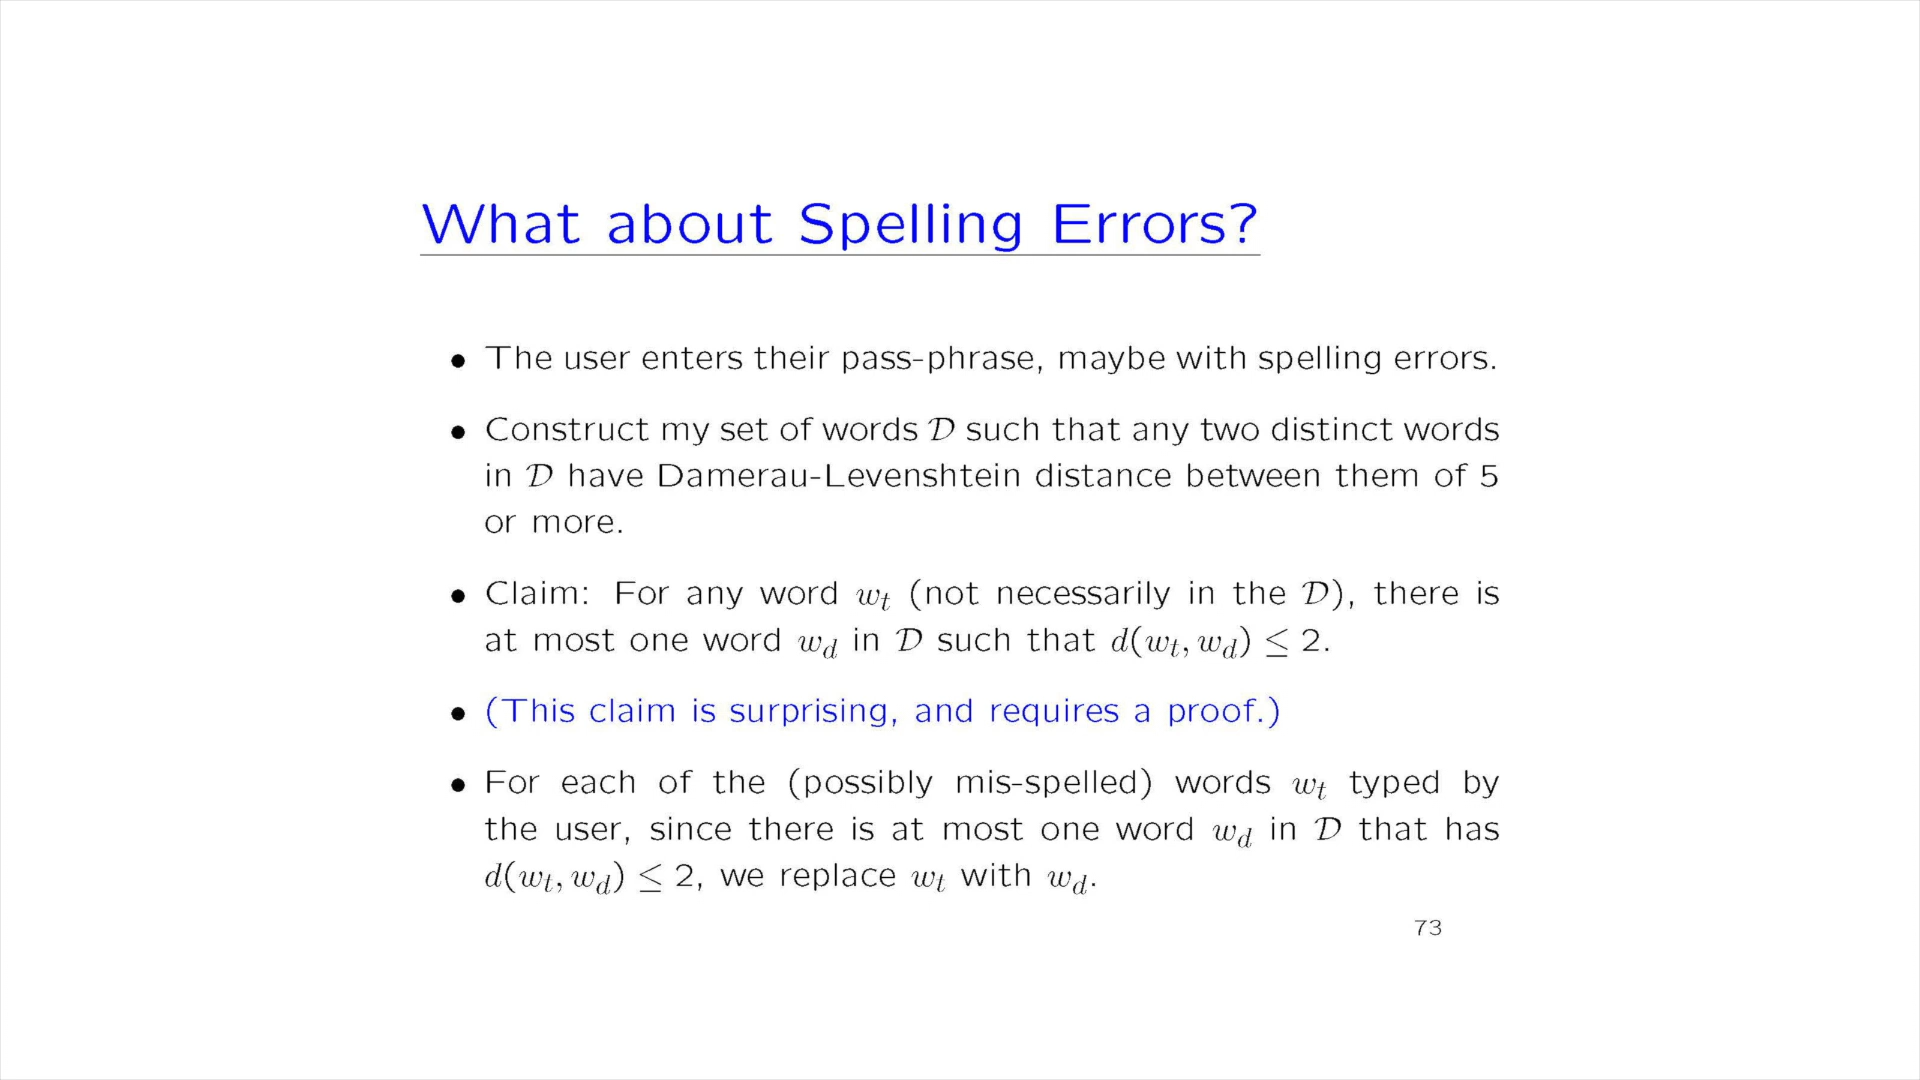 What about Spelling Errors?
• The user enters their pass-phrase, maybe with spelling errors.
• Construct my set of words 𝒟 such that any two distinct words
in 𝒟 have Damerau-Levenshtein distance between them of 5
or more.
• Claim: For any word w_t (not necessarily in the 𝒟), there is
at most one word w_d in 𝒟 such that d(w_t, w_d) ≤ 2.
• (This claim is surprising, and requires a proof.)
• For each of the (possibly mis-spelled) words w_t typed by
the user, since there is at most one word w_d in 𝒟 that has
d(w_t, w_d) ≤ 2, we replace w_t with w_d.
73